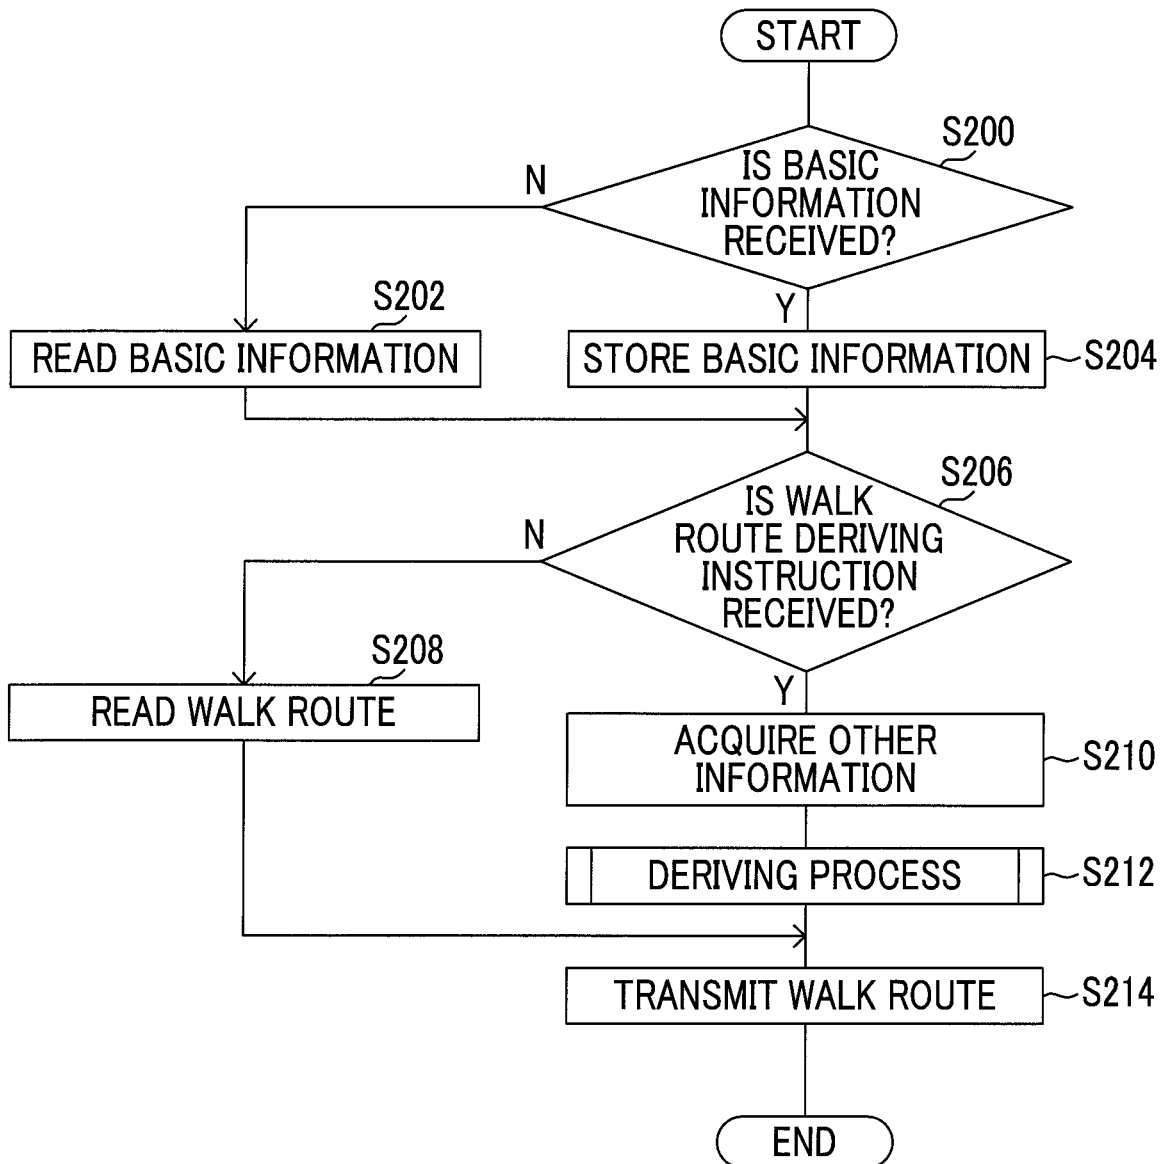 START
S200
IS BASIC
INFORMATION
RECEIVED?
N
Y
S202
READ BASIC INFORMATION
STORE BASIC INFORMATION
S204
S206
IS WALK
ROUTE DERIVING
INSTRUCTION
RECEIVED?
N
Y
S208
READ WALK ROUTE
ACQUIRE OTHER
INFORMATION
S210
DERIVING PROCESS
S212
TRANSMIT WALK ROUTE
S214
END